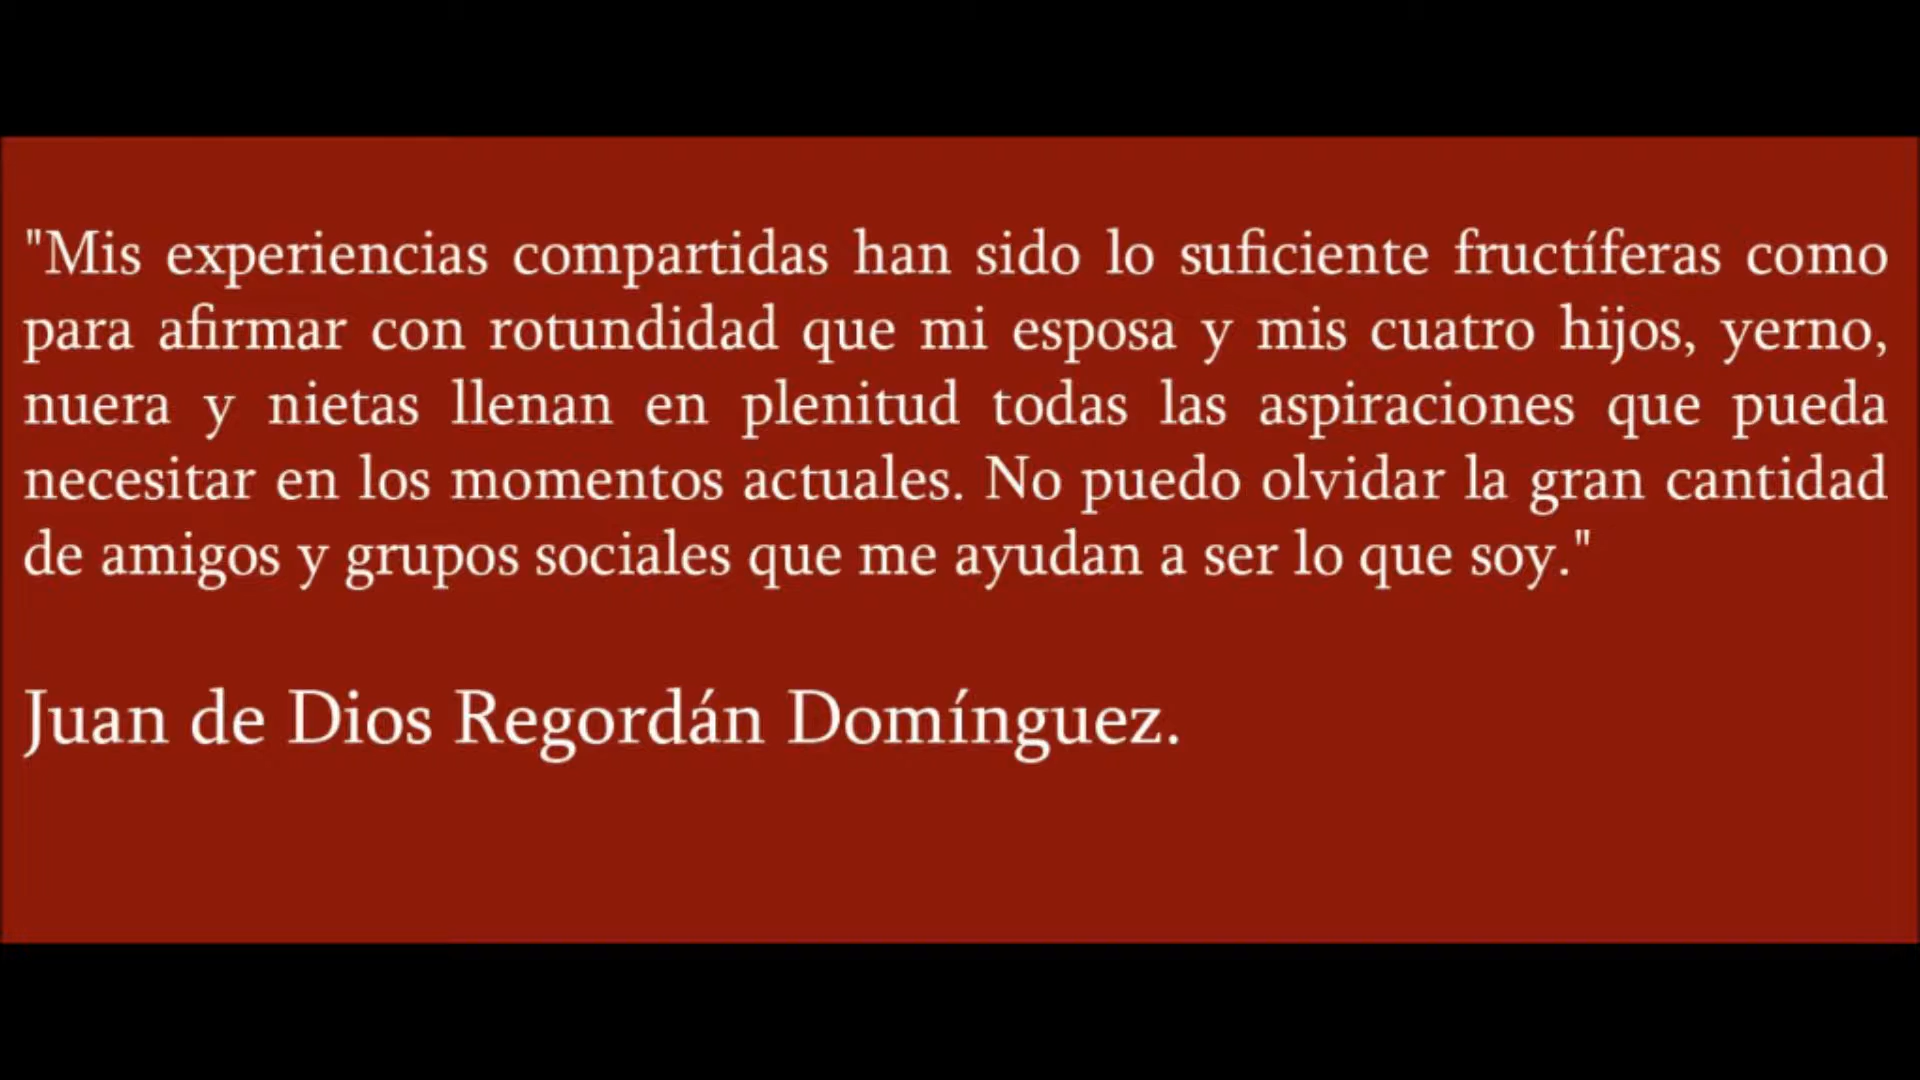 "Mis experiencias compartidas han sido lo suficiente fructíferas como
para afirmar con rotundidad que mi esposa y mis cuatro hijos, yerno,
nuera y nietas llenan en plenitud todas las aspiraciones que pueda
necesitar en los momentos actuales. No puedo olvidar la gran cantidad
de amigos y grupos sociales que me ayudan a ser lo que soy."
Juan de Dios Regordán Domínguez.